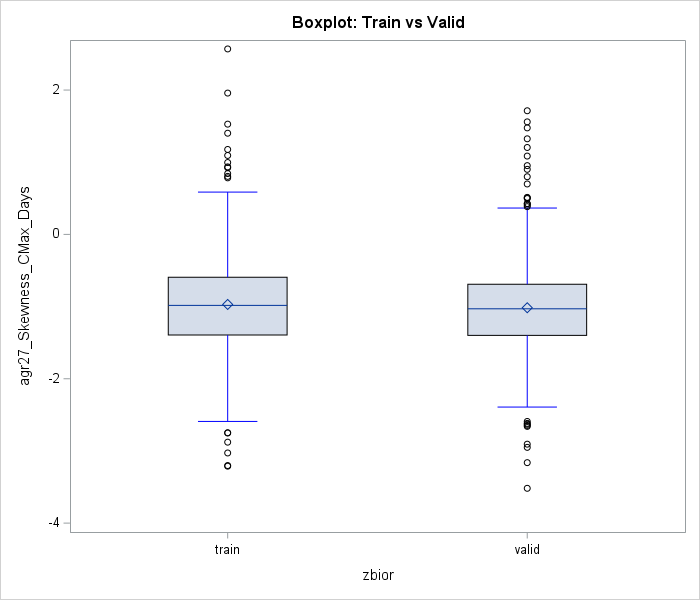 Boxplot: Train vs Valid
agr27_Skewness_CMax_Days
2
0
-2
-4
train
valid
zbior